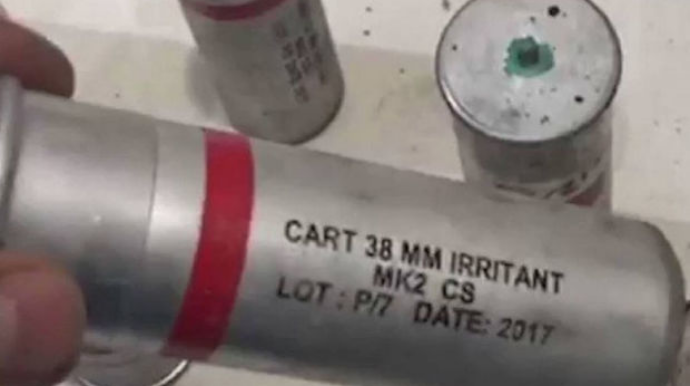 CART 38 MM IRRITANT
MK2 CS
LOT : P/7 DATE: 2017